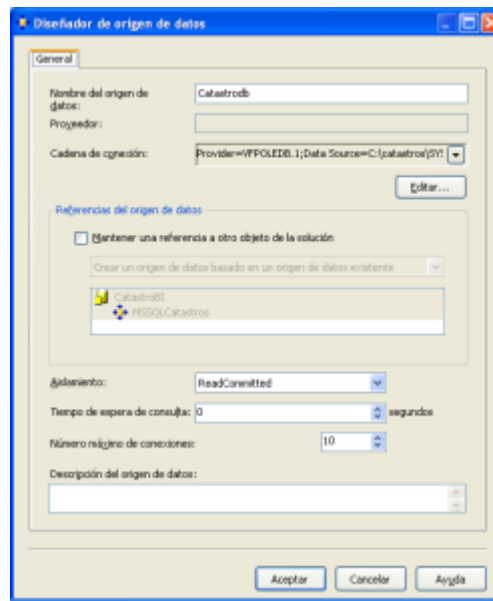 Diseñador de origen de datos
General
Nombre del origen de
datos:
Catastrodb
Proveedor:
Cadena de conexión:
Provider=VFPOLEDB.1;Data Source=C:\catastros\SYS
Editar...
Referencias del origen de datos
Mantener una referencia a otro objeto de la solución
Crear un origen de datos basado en un origen de datos existente
CatastroBI
MSSQLCatastros
Aislamiento:
ReadCommitted
Tiempo de espera de consulta:
0
segundos
Número máximo de conexiones:
10
Descripción del origen de datos:
Aceptar
Cancelar
Ayuda